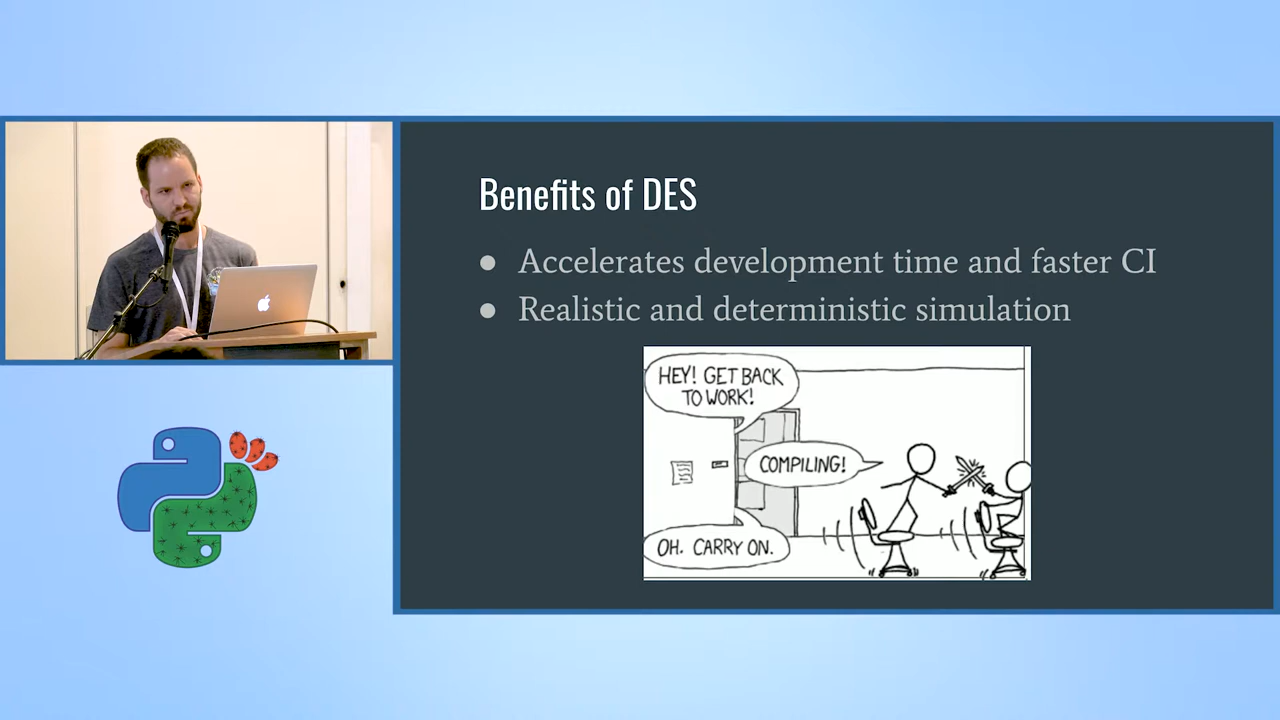 Benefits of DES
● Accelerates development time and faster CI
● Realistic and deterministic simulation
HEY! GET BACK
TO WORK!
COMPILING!
OH. CARRY ON.